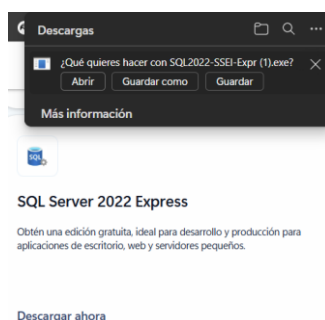 Descargas
¿Qué quieres hacer con SQL2022-SSEI-Expr (1).exe?
Abrir
Guardar como
Guardar
Más información
SQL
SQL Server 2022 Express
Obtén una edición gratuita, ideal para desarrollo y producción para
aplicaciones de escritorio, web y servidores pequeños.
Descargar ahora